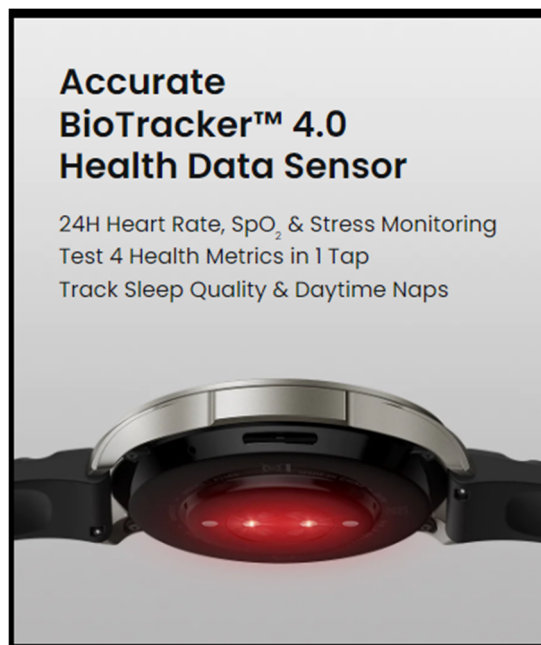 Accurate
BioTracker™ 4.0
Health Data Sensor
24H Heart Rate, SpO₂ & Stress Monitoring
Test 4 Health Metrics in 1 Tap
Track Sleep Quality & Daytime Naps